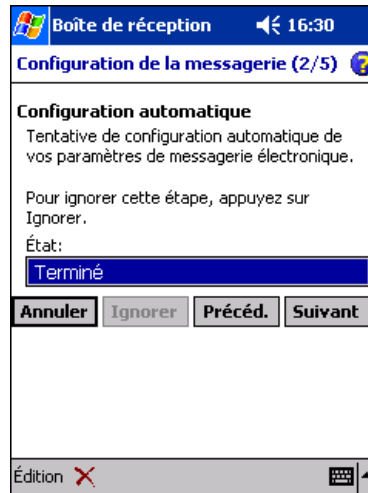 Boîte de réception 16:30
Configuration de la messagerie (2/5)
Configuration automatique
Tentative de configuration automatique de
vos paramètres de messagerie électronique.
Pour ignorer cette étape, appuyez sur
Ignorer.
État:
Terminé
Annuler Ignorer Précéd. Suivant
Édition